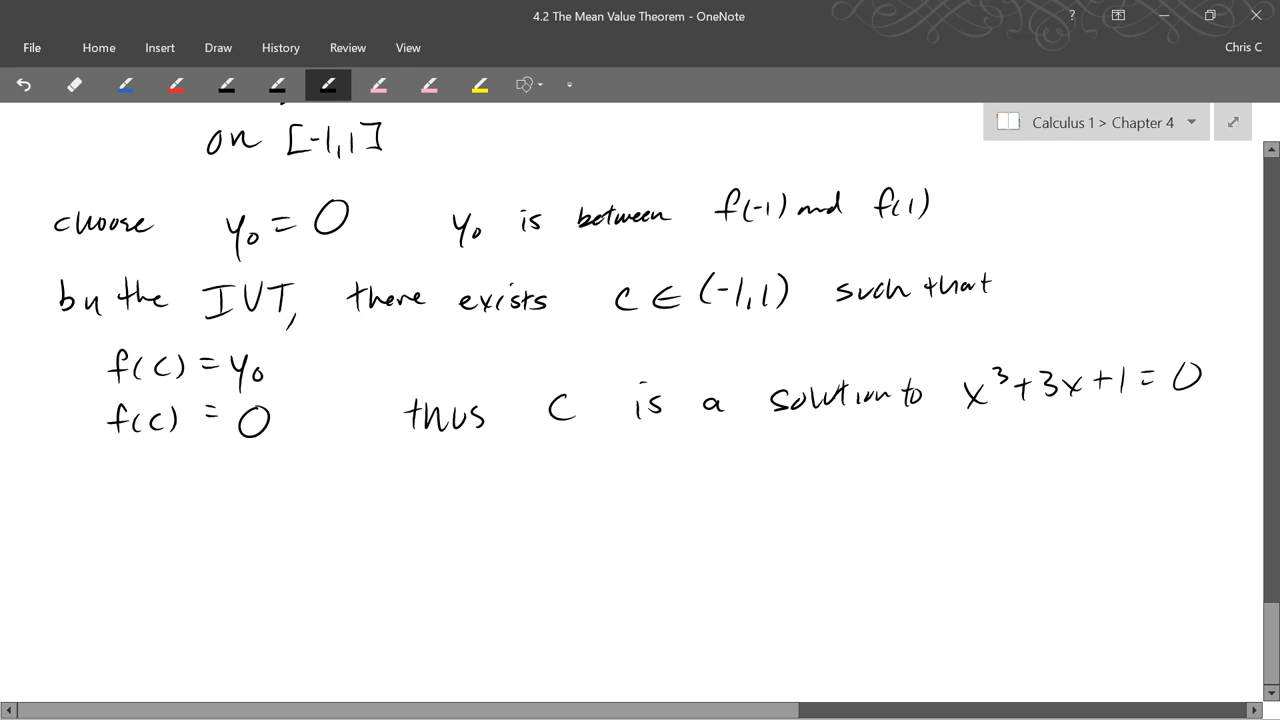 4.2 The Mean Value Theorem - OneNote
?
File Home Insert Draw History Review View
Chris C
Calculus 1 > Chapter 4
on [-1,1]
choose y₀ = 0 y₀ is between f(-1) and f(1)
by the IVT, there exists c ∈ (-1,1) such that
f(c) = y₀
f(c) = 0 thus c is a solution to x³+3x+1=0